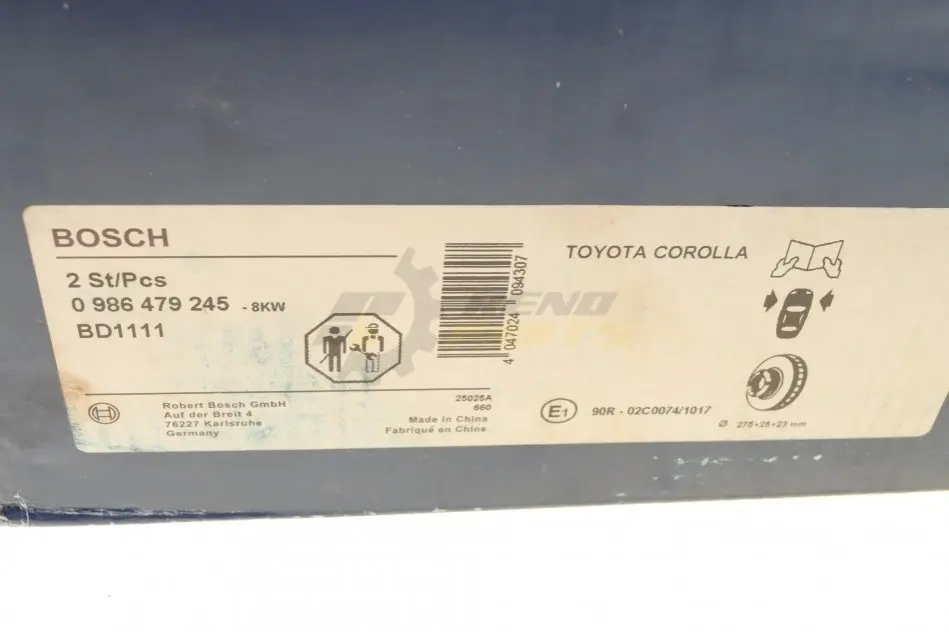 BOSCH
2 St/Pcs
0 986 479 245 - 8KW
BD1111
Robert Bosch GmbH
Auf der Breit 4
76227 Karlsruhe
Germany
25025A
660
Made in China
Fabriqué en Chine
4 047024 094307
TOYOTA COROLLA
E1
90R - 02C0074/1017
Ø 275×25×23 mm